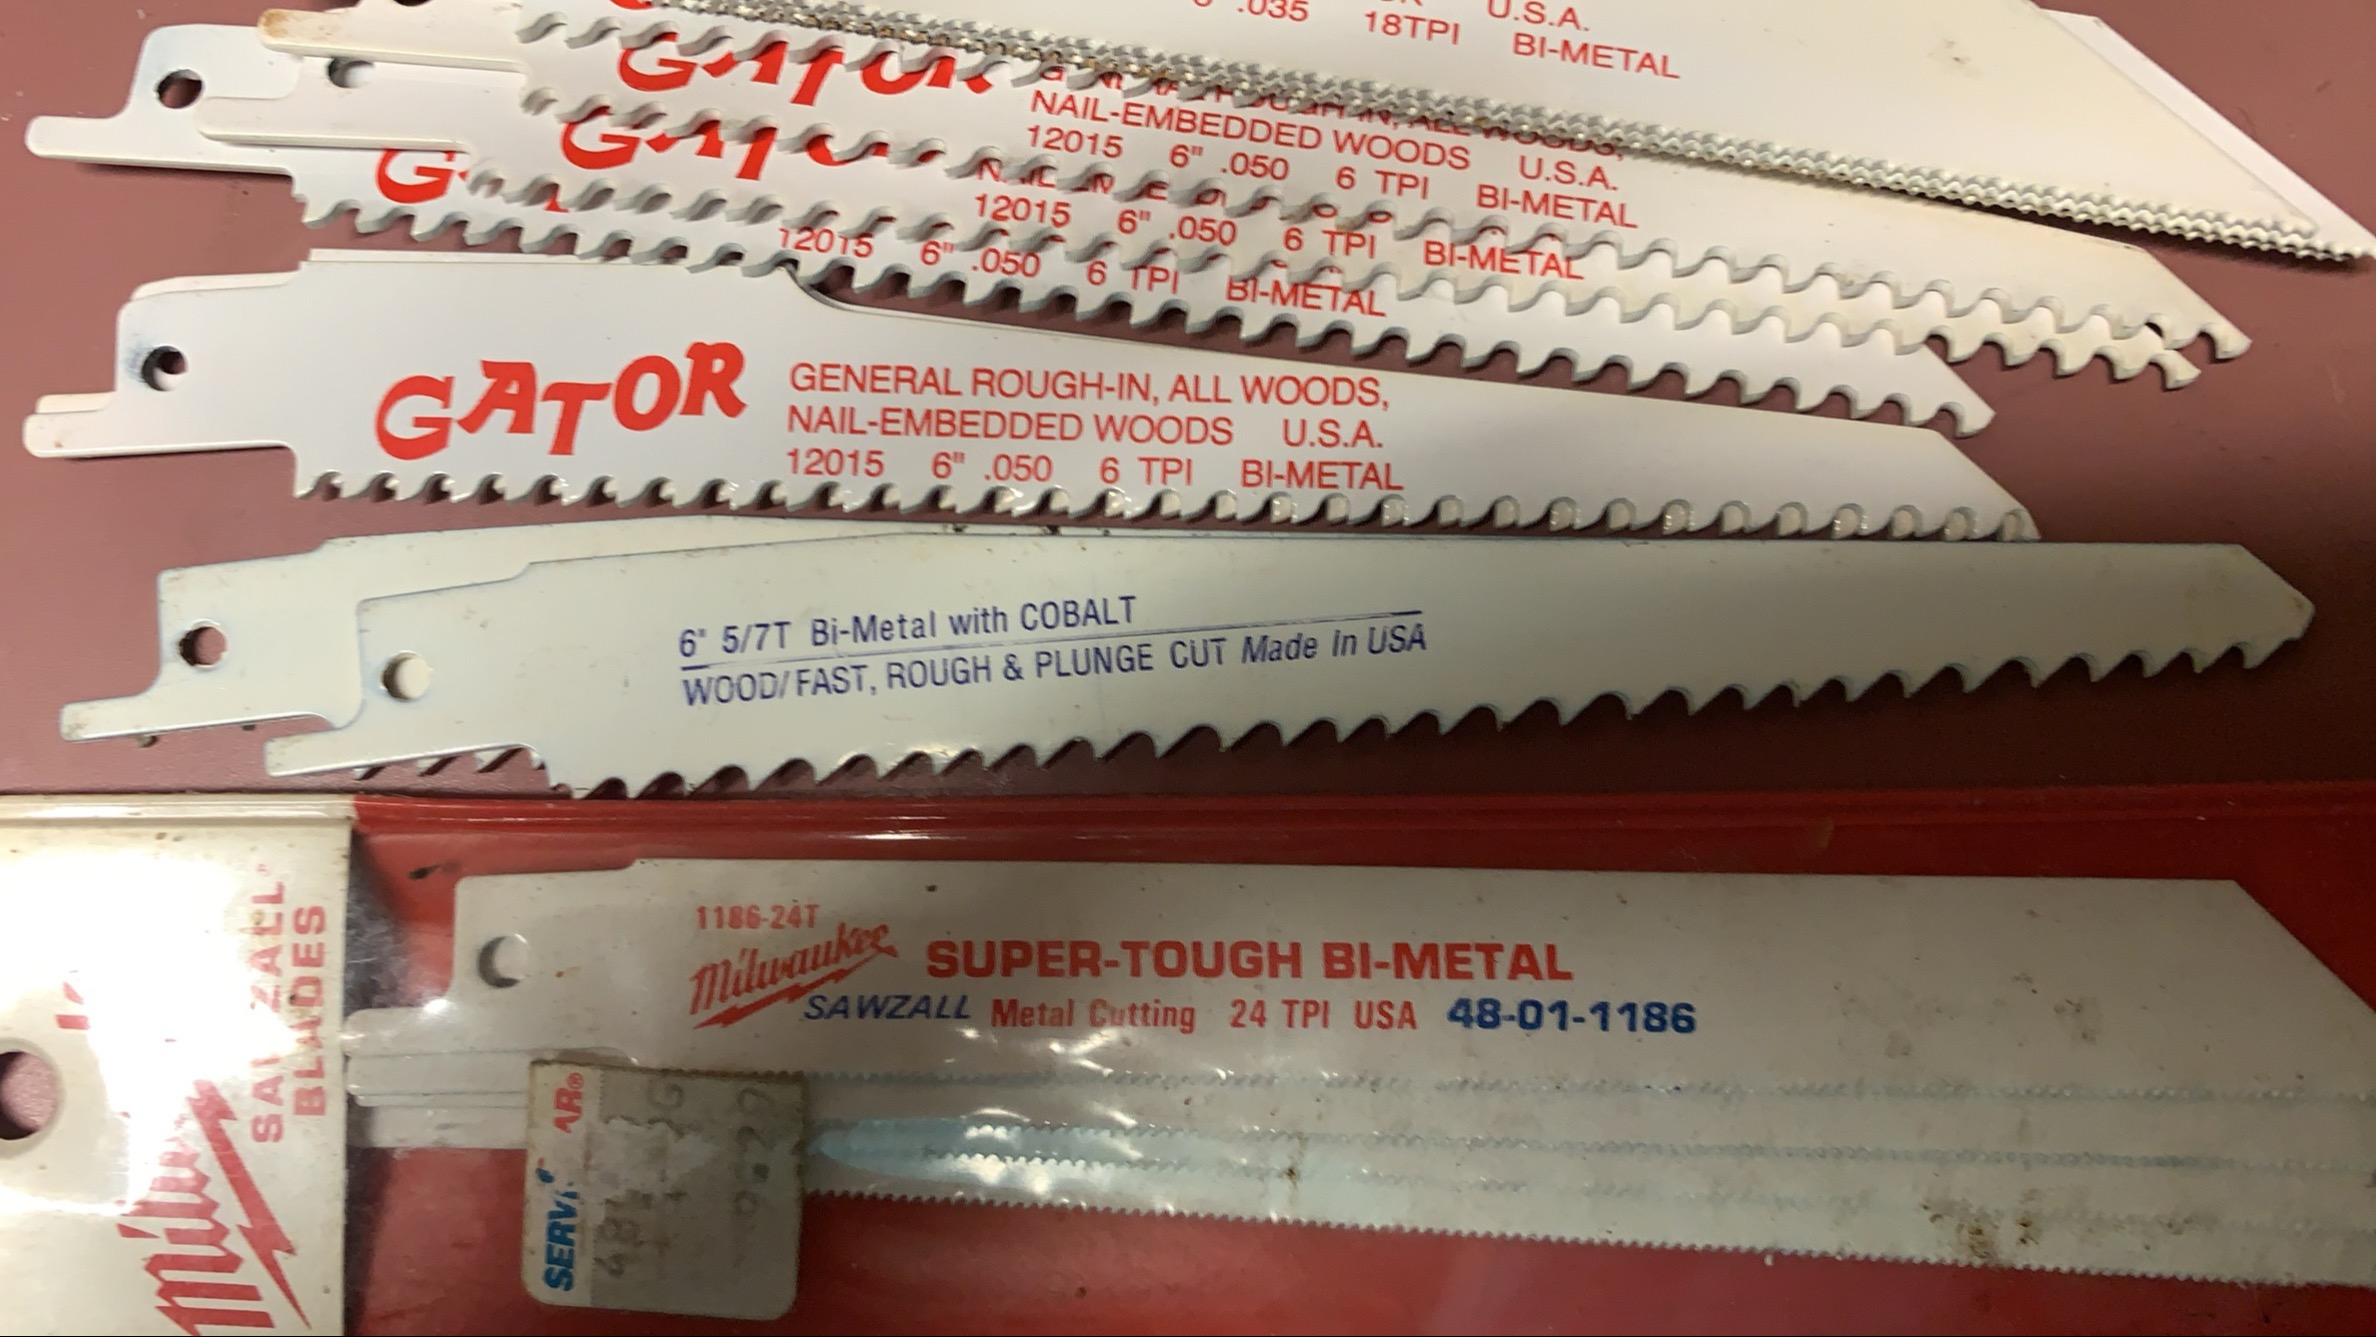 U.S.A.
.035 18TPI BI-METAL
GATOR
NAIL-EMBEDDED WOODS U.S.A.
12015 6" .050 6 TPI BI-METAL
12015 6" .050 6 TPI BI-METAL
12015 6" .050 6 TPI BI-METAL
GATOR
GENERAL ROUGH-IN, ALL WOODS,
NAIL-EMBEDDED WOODS U.S.A.
12015 6" .050 6 TPI BI-METAL
6" 5/7T Bi-Metal with COBALT
WOOD/FAST, ROUGH & PLUNGE CUT Made in USA
1186-24T
Milwaukee SUPER-TOUGH BI-METAL
SAWZALL Metal Cutting 24 TPI USA 48-01-1186
SAWZALL
BLADES